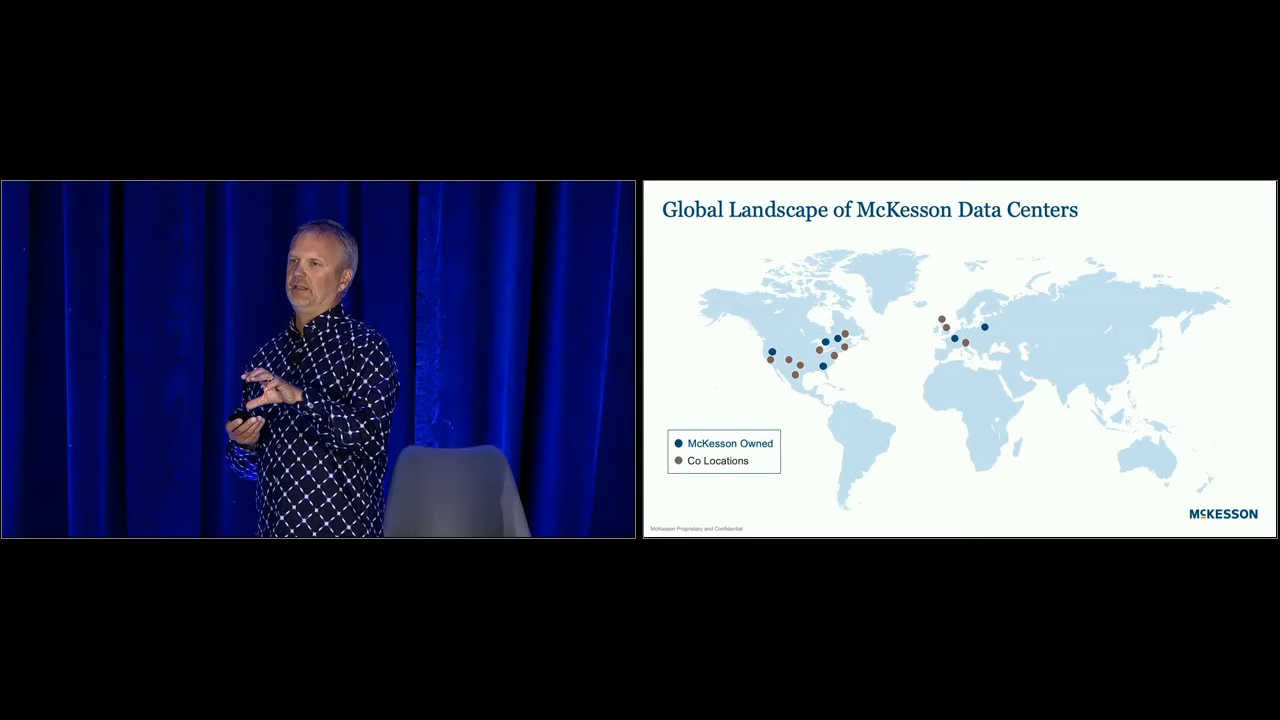 Global Landscape of McKesson Data Centers
McKesson Owned
Co Locations
McKesson Proprietary and Confidential
MCKESSON